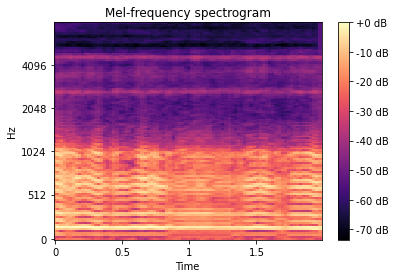 Mel-frequency spectrogram
+0 dB
-10 dB
-20 dB
-30 dB
-40 dB
-50 dB
-60 dB
-70 dB
4096
2048
1024
512
0
Hz
0
0.5
1
1.5
Time